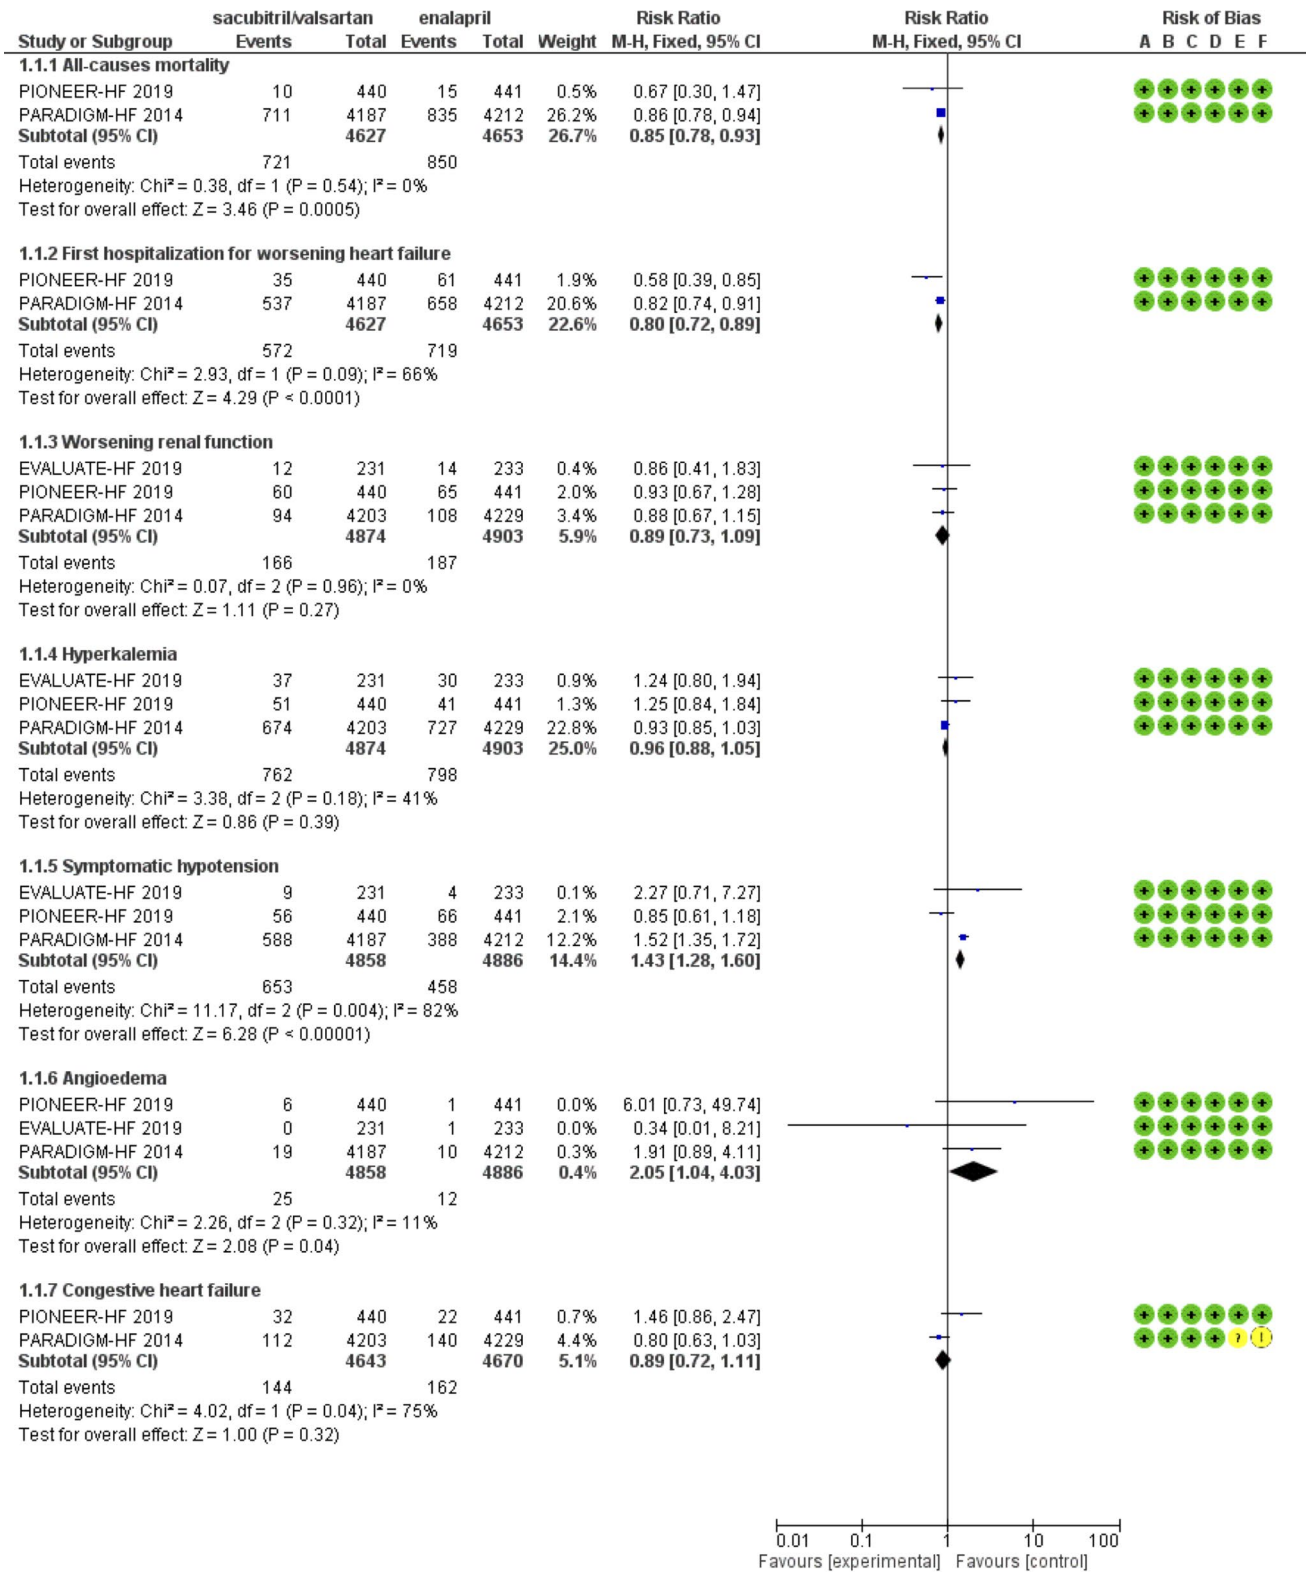 sacubitril/valsartan enalapril Risk Ratio Risk Ratio Risk of Bias
Study or Subgroup Events Total Events Total Weight M-H, Fixed, 95% CI M-H, Fixed, 95% CI A B C D E F
1.1.1 All-causes mortality
PIONEER-HF 2019 10 440 15 441 0.5% 0.67 [0.30, 1.47] + + + + + +
PARADIGM-HF 2014 711 4187 835 4212 26.2% 0.86 [0.78, 0.94] + + + + + +
Subtotal (95% CI) 4627 4653 26.7% 0.85 [0.78, 0.93]
Total events 721 850
Heterogeneity: Chi² = 0.38, df = 1 (P = 0.54); I² = 0%
Test for overall effect: Z = 3.46 (P = 0.0005)
1.1.2 First hospitalization for worsening heart failure
PIONEER-HF 2019 35 440 61 441 1.9% 0.58 [0.39, 0.85] + + + + + +
PARADIGM-HF 2014 537 4187 658 4212 20.6% 0.82 [0.74, 0.91] + + + + + +
Subtotal (95% CI) 4627 4653 22.6% 0.80 [0.72, 0.89]
Total events 572 719
Heterogeneity: Chi² = 2.93, df = 1 (P = 0.09); I² = 66%
Test for overall effect: Z = 4.29 (P < 0.0001)
1.1.3 Worsening renal function
EVALUATE-HF 2019 12 231 14 233 0.4% 0.86 [0.41, 1.83] + + + + + +
PIONEER-HF 2019 60 440 65 441 2.0% 0.93 [0.67, 1.28] + + + + + +
PARADIGM-HF 2014 94 4203 108 4229 3.4% 0.88 [0.67, 1.15] + + + + + +
Subtotal (95% CI) 4874 4903 5.9% 0.89 [0.73, 1.09]
Total events 166 187
Heterogeneity: Chi² = 0.07, df = 2 (P = 0.96); I² = 0%
Test for overall effect: Z = 1.11 (P = 0.27)
1.1.4 Hyperkalemia
EVALUATE-HF 2019 37 231 30 233 0.9% 1.24 [0.80, 1.94] + + + + + +
PIONEER-HF 2019 51 440 41 441 1.3% 1.25 [0.84, 1.84] + + + + + +
PARADIGM-HF 2014 674 4203 727 4229 22.8% 0.93 [0.85, 1.03] + + + + + +
Subtotal (95% CI) 4874 4903 25.0% 0.96 [0.88, 1.05]
Total events 762 798
Heterogeneity: Chi² = 3.38, df = 2 (P = 0.18); I² = 41%
Test for overall effect: Z = 0.86 (P = 0.39)
1.1.5 Symptomatic hypotension
EVALUATE-HF 2019 9 231 4 233 0.1% 2.27 [0.71, 7.27] + + + + + +
PIONEER-HF 2019 56 440 66 441 2.1% 0.85 [0.61, 1.18] + + + + + +
PARADIGM-HF 2014 588 4187 388 4212 12.2% 1.52 [1.35, 1.72] + + + + + +
Subtotal (95% CI) 4858 4886 14.4% 1.43 [1.28, 1.60]
Total events 653 458
Heterogeneity: Chi² = 11.17, df = 2 (P = 0.004); I² = 82%
Test for overall effect: Z = 6.28 (P < 0.00001)
1.1.6 Angioedema
PIONEER-HF 2019 6 440 1 441 0.0% 6.01 [0.73, 49.74] + + + + + +
EVALUATE-HF 2019 0 231 1 233 0.0% 0.34 [0.01, 8.21] + + + + + +
PARADIGM-HF 2014 19 4187 10 4212 0.3% 1.91 [0.89, 4.11] + + + + + +
Subtotal (95% CI) 4858 4886 0.4% 2.05 [1.04, 4.03]
Total events 25 12
Heterogeneity: Chi² = 2.26, df = 2 (P = 0.32); I² = 11%
Test for overall effect: Z = 2.08 (P = 0.04)
1.1.7 Congestive heart failure
PIONEER-HF 2019 32 440 22 441 0.7% 1.46 [0.86, 2.47] + + + + + +
PARADIGM-HF 2014 112 4203 140 4229 4.4% 0.80 [0.63, 1.03] + + + + ? !
Subtotal (95% CI) 4643 4670 5.1% 0.89 [0.72, 1.11]
Total events 144 162
Heterogeneity: Chi² = 4.02, df = 1 (P = 0.04); I² = 75%
Test for overall effect: Z = 1.00 (P = 0.32)
0.01 0.1 1 10 100
Favours [experimental] Favours [control]